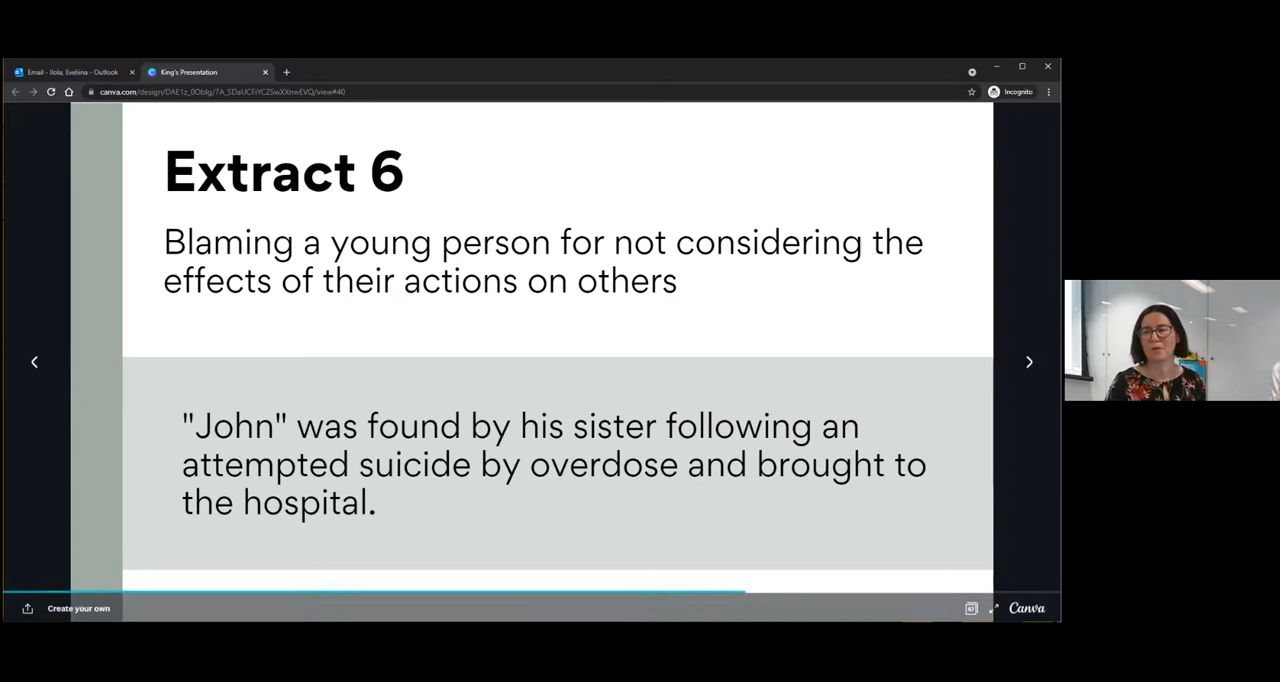 Email - Ilola, Eveliina - Outlook
King's Presentation
Incognito
Extract 6
Blaming a young person for not considering the
effects of their actions on others
"John" was found by his sister following an
attempted suicide by overdose and brought to
the hospital.
Create your own
57
Canva